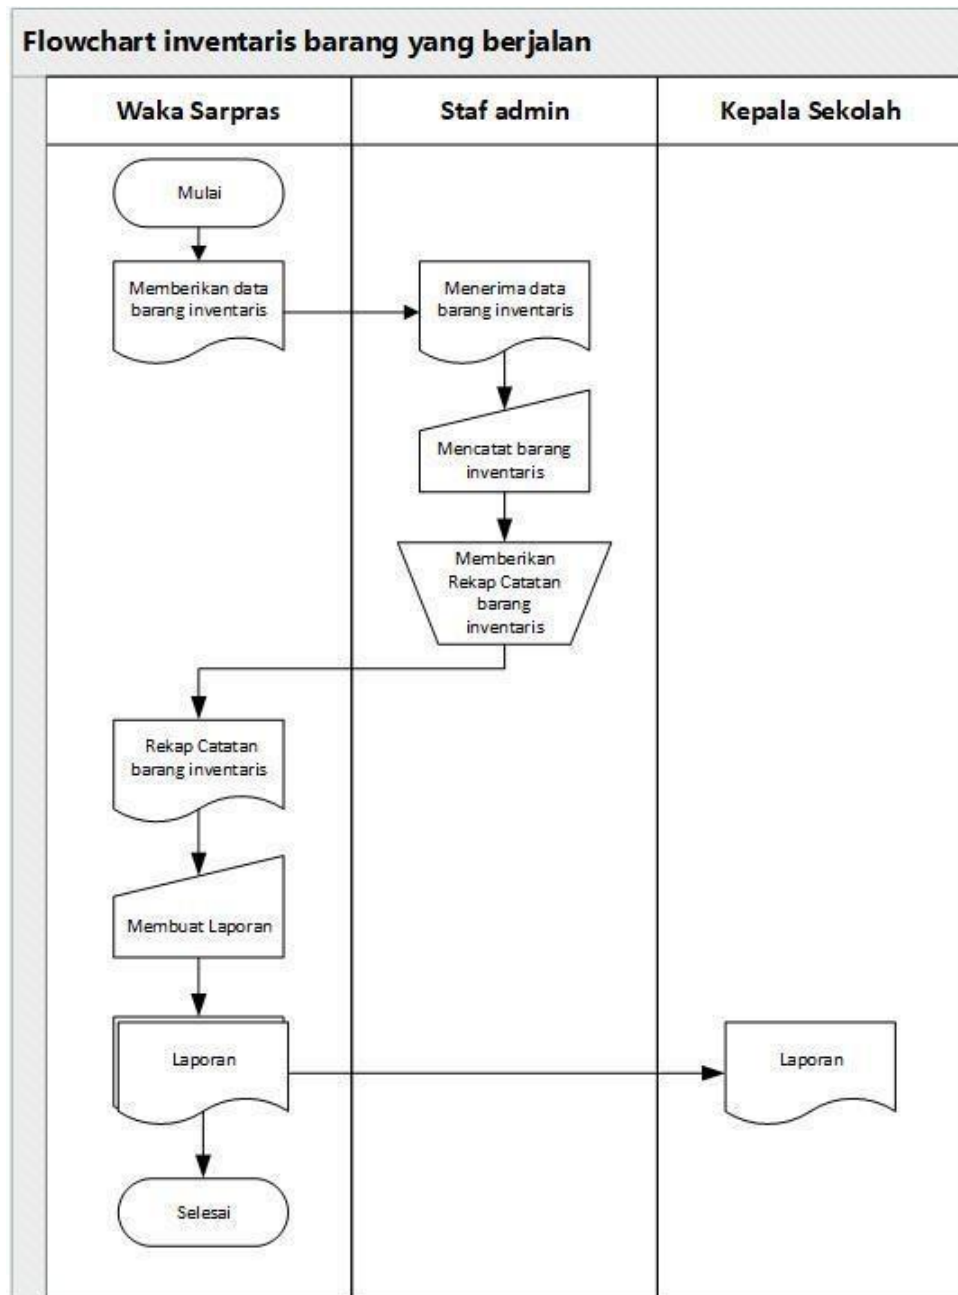 Flowchart inventaris barang yang berjalan
Waka Sarpras
Staf admin
Kepala Sekolah
Mulai
Memberikan data
barang inventaris
Menerima data
barang inventaris
Mencatat barang
inventaris
Memberikan
Rekap Catatan
barang
inventaris
Rekap Catatan
barang inventaris
Membuat Laporan
Laporan
Laporan
Selesai